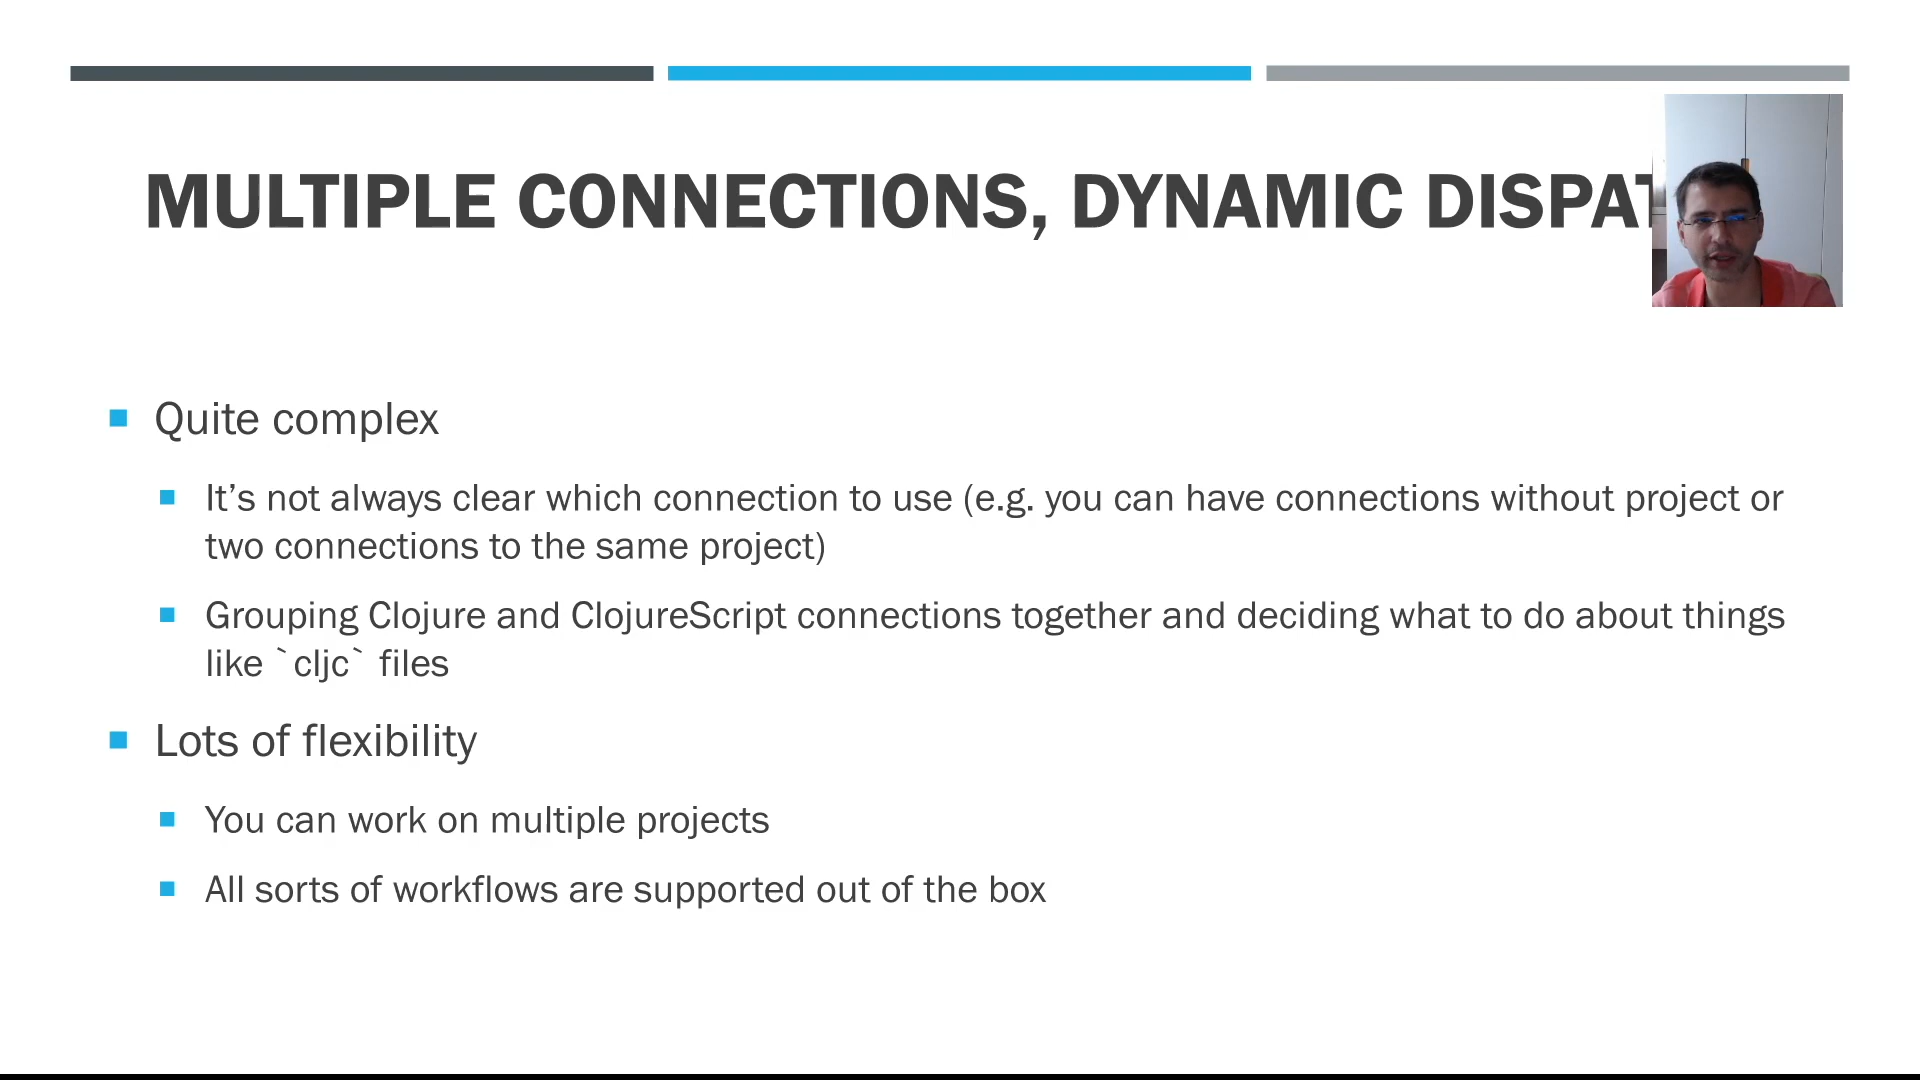 MULTIPLE CONNECTIONS, DYNAMIC
Quite complex
It’s not always clear which connection to use (e.g. you can have connections without project or
two connections to the same project)
Grouping Clojure and ClojureScript connections together and deciding what to do about things
like `cljc` files
Lots of flexibility
You can work on multiple projects
All sorts of workflows are supported out of the box